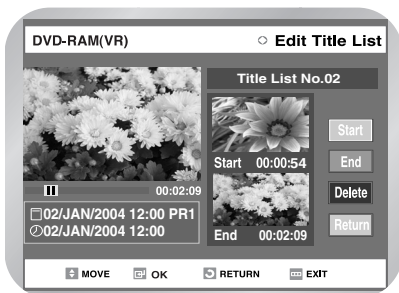 DVD-RAM(VR)
Edit Title List
Title List No.02
Start 00:00:54
End 00:02:09
00:02:09
02/JAN/2004 12:00 PR1
02/JAN/2004 12:00
Start
End
Delete
Return
MOVE OK RETURN EXIT